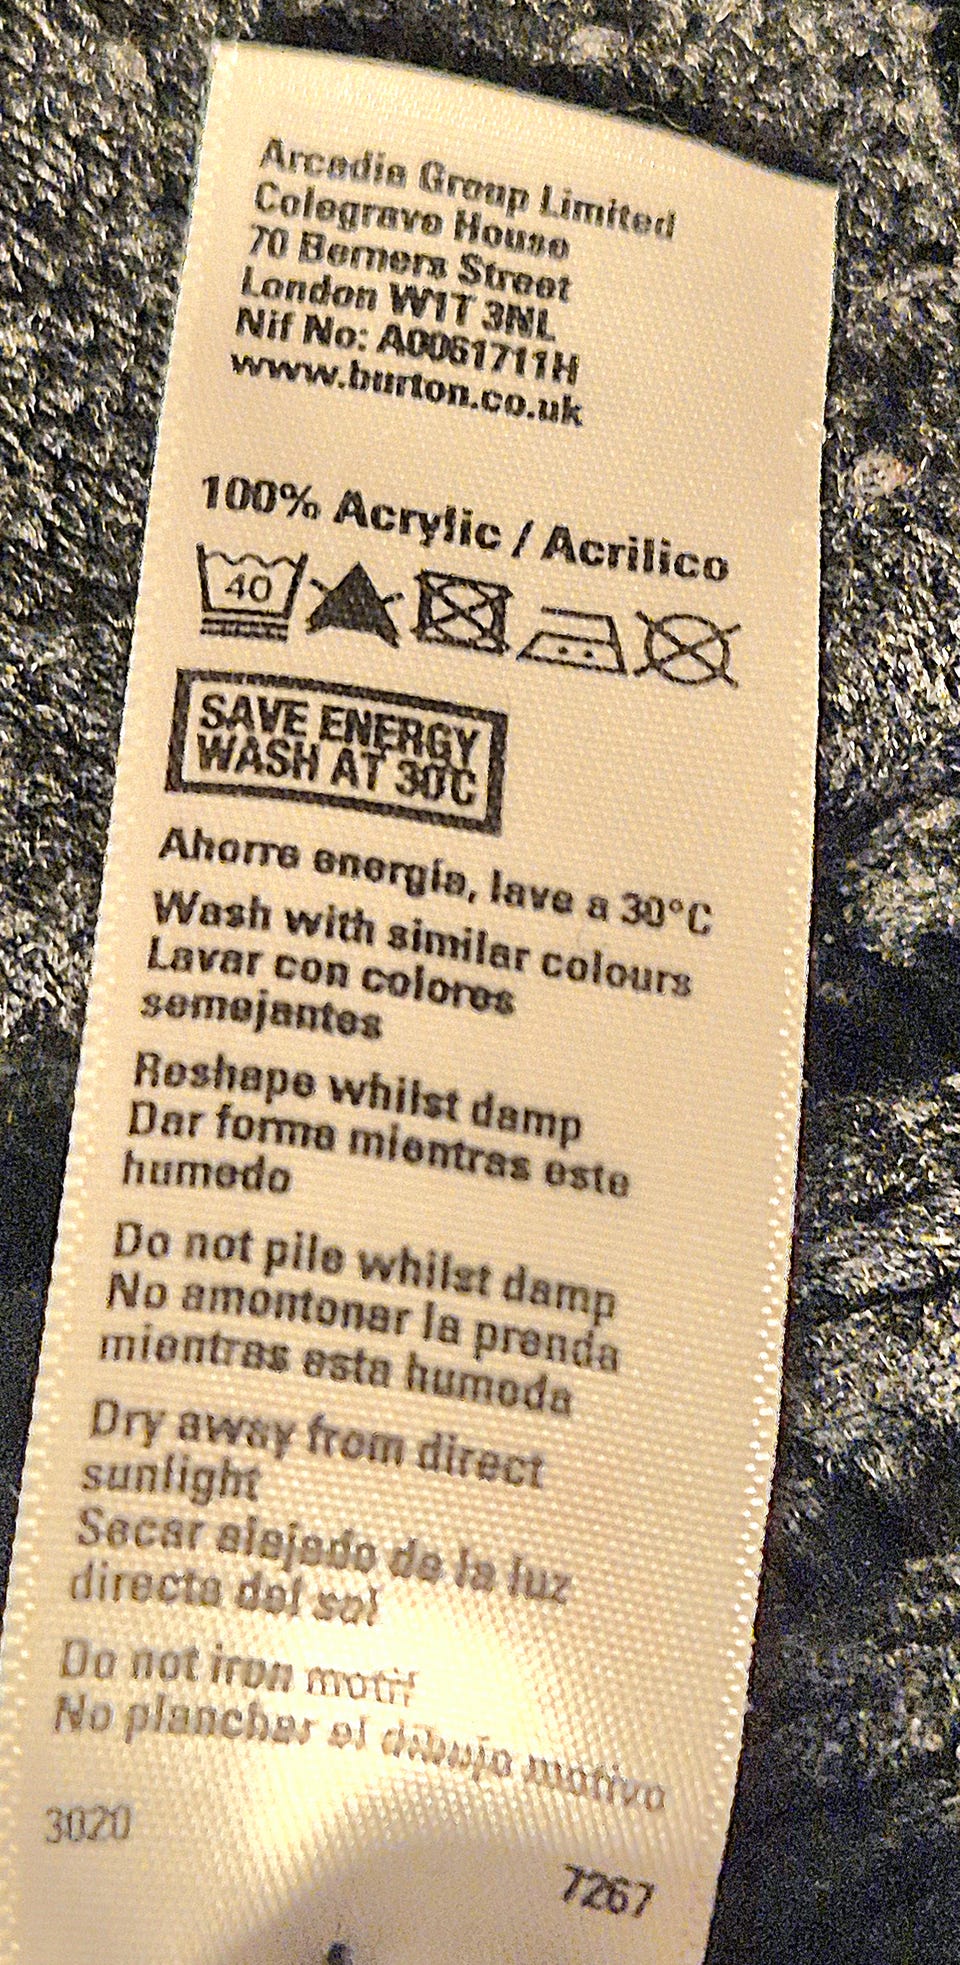 Arcadia Group Limited
Colegrave House
70 Berners Street
London W1T 3NL
Nif No: A0061711H
www.burton.co.uk
100% Acrylic / Acrilico
40
SAVE ENERGY
WASH AT 30°C
Ahorre energía, lave a 30°C
Wash with similar colours
Lavar con colores
semejantes
Reshape whilst damp
Dar forma mientras este
humedo
Do not pile whilst damp
No amontonar la prenda
mientras esta humeda
Dry away from direct
sunlight
Secar alejado de la luz
directa del sol
Do not iron motif
No planchar el dibujo motivo
3020
7267